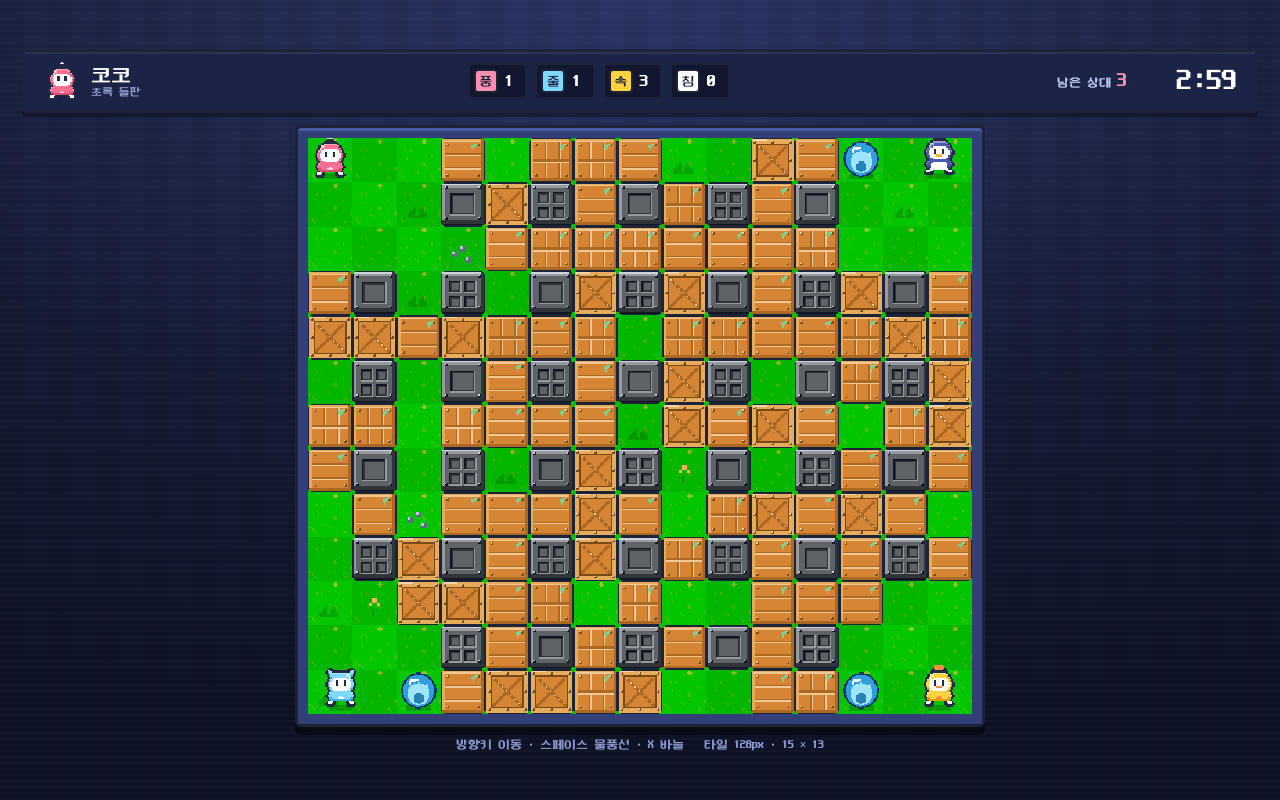 코코
초록 들판
풍 1
줄 1
속 3
침 0
남은 상대 3
2:59
방향키 이동 · 스페이스 물풍선 · X 바늘 타일 128px · 15 × 13